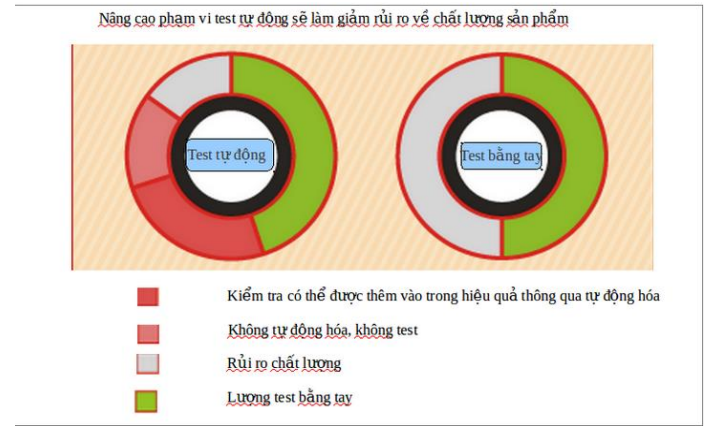 Nâng cao phạm vi test tự động sẽ làm giảm rủi ro về chất lượng sản phẩm
Test tự động
Test bằng tay
Kiểm tra có thể được thêm vào trong hiệu quả thông qua tự động hóa
Không tự động hóa, không test
Rủi ro chất lương
Lương test bằng tay